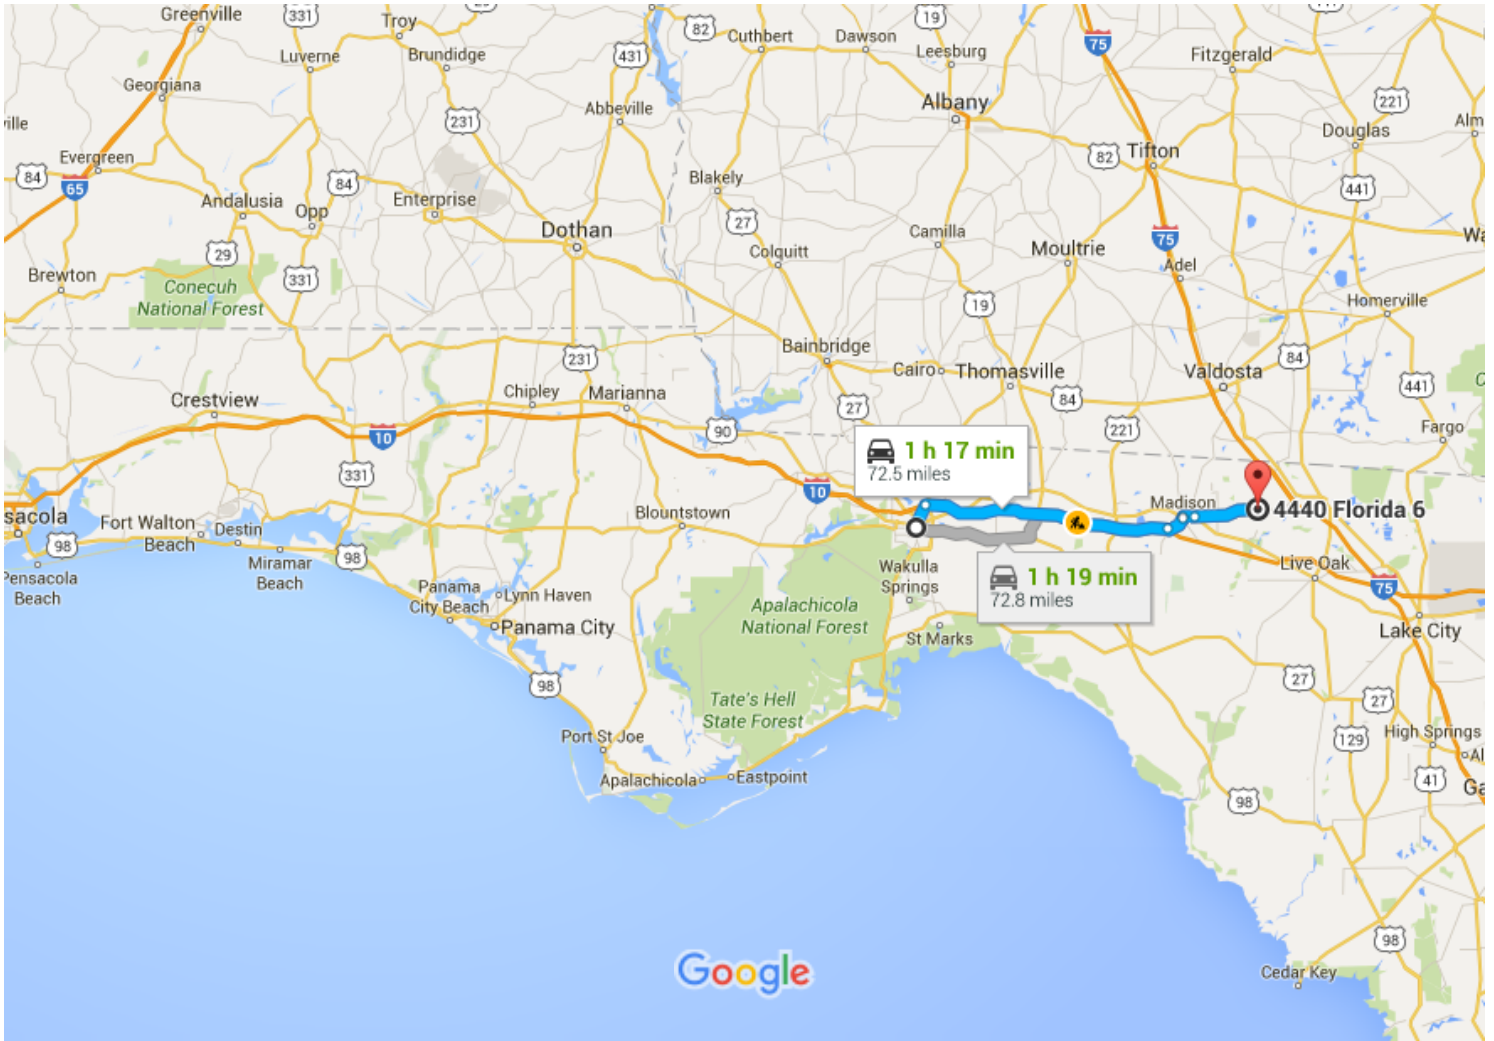 Greenville
331
Troy
82
19
Cuthbert
Dawson
Leesburg
75
Fitzgerald
Luverne
Brundidge
431
Georgiana
Abbeville
Albany
221
Douglas
Alm
ville
231
Evergreen
84
65
84
82
Tifton
441
Blakely
Andalusia
Opp
Enterprise
27
Dothan
Camilla
Moultrie
75
Wa
29
Colquitt
Adel
Brewton
331
Conecuh
National Forest
19
Homerville
Bainbridge
231
Cairo
Thomasville
Valdosta
84
441
Chipley
Marianna
84
Crestview
27
221
Fargo
10
90
1 h 17 min
72.5 miles
331
10
Madison
4440 Florida 6
sacola
Fort Walton
Beach
Destin
Blountstown
98
98
Miramar
Beach
Wakulla
Springs
1 h 19 min
72.8 miles
Live Oak
75
Pensacola
Beach
Panama
City Beach
Lynn Haven
Panama City
Apalachicola
National Forest
St Marks
Lake City
98
27
27
Tate's Hell
State Forest
Port St Joe
129
High Springs
Al
Apalachicola
Eastpoint
41
Ga
98
98
Google
Cedar Key